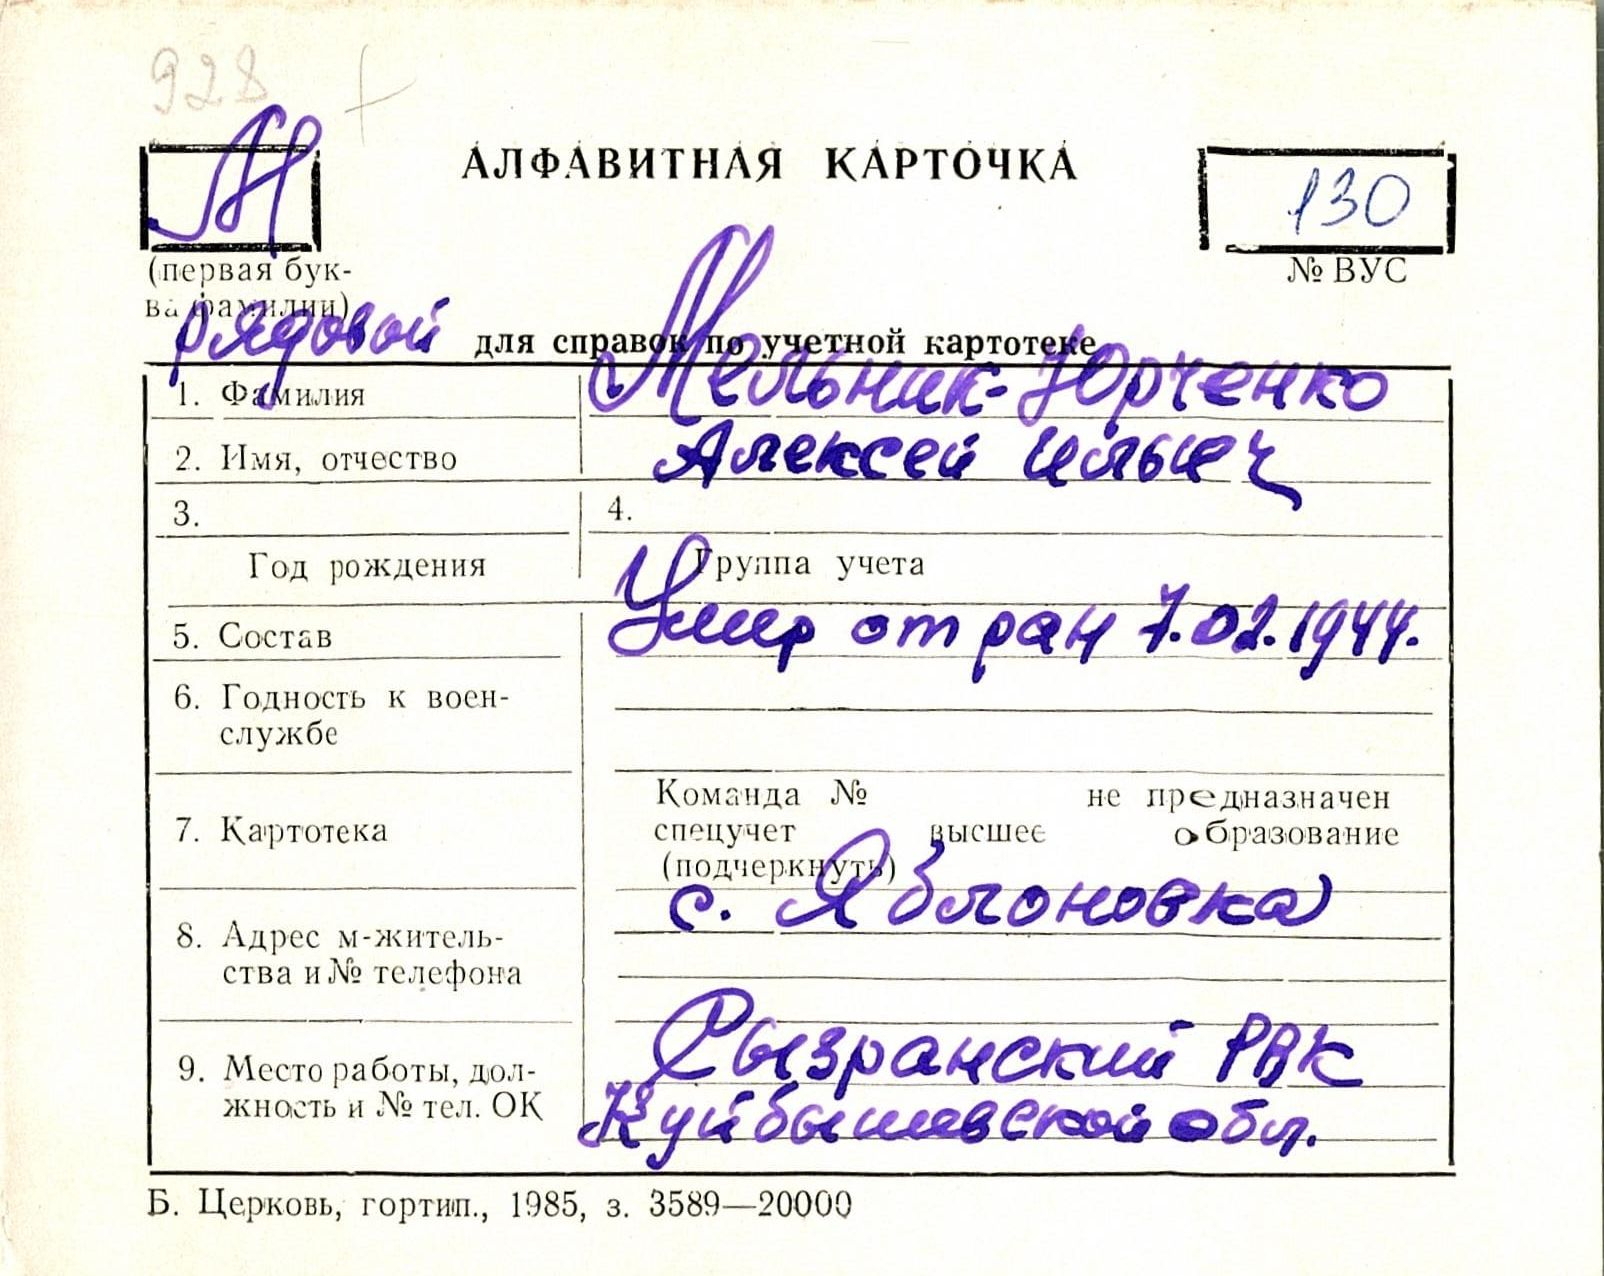 928
М
АЛФАВИТНАЯ КАРТОЧКА
130
(первая бук-
ва фамилии)
№ ВУС
рядовой
для справок по учетной картотеке
1. Фамилия Мельник-Юрченко
2. Имя, отчество Алексей Ильич
3. 4.
Год рождения Группа учета
5. Состав Умер от ран 7.02.1944.
6. Годность к воен-
службе
Команда № не предназначен
7. Картотека спецучет высшее образование
(подчеркнуть)
с. Яблоновка
8. Адрес м-житель-
ства и № телефона
Сызранский РВК
9. Место работы, дол-
жность и № тел. ОК Куйбышевской обл.
Б. Церковь, гортип., 1985, з. 3589—20000